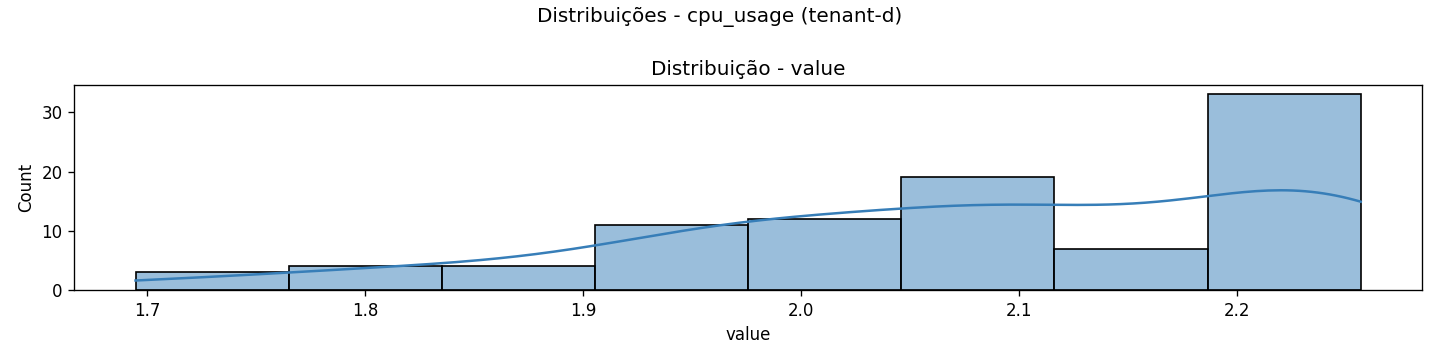 Distribuições - cpu_usage (tenant-d)
Distribuição - value
Count
30
20
10
0
1.7 1.8 1.9 2.0 2.1 2.2
value